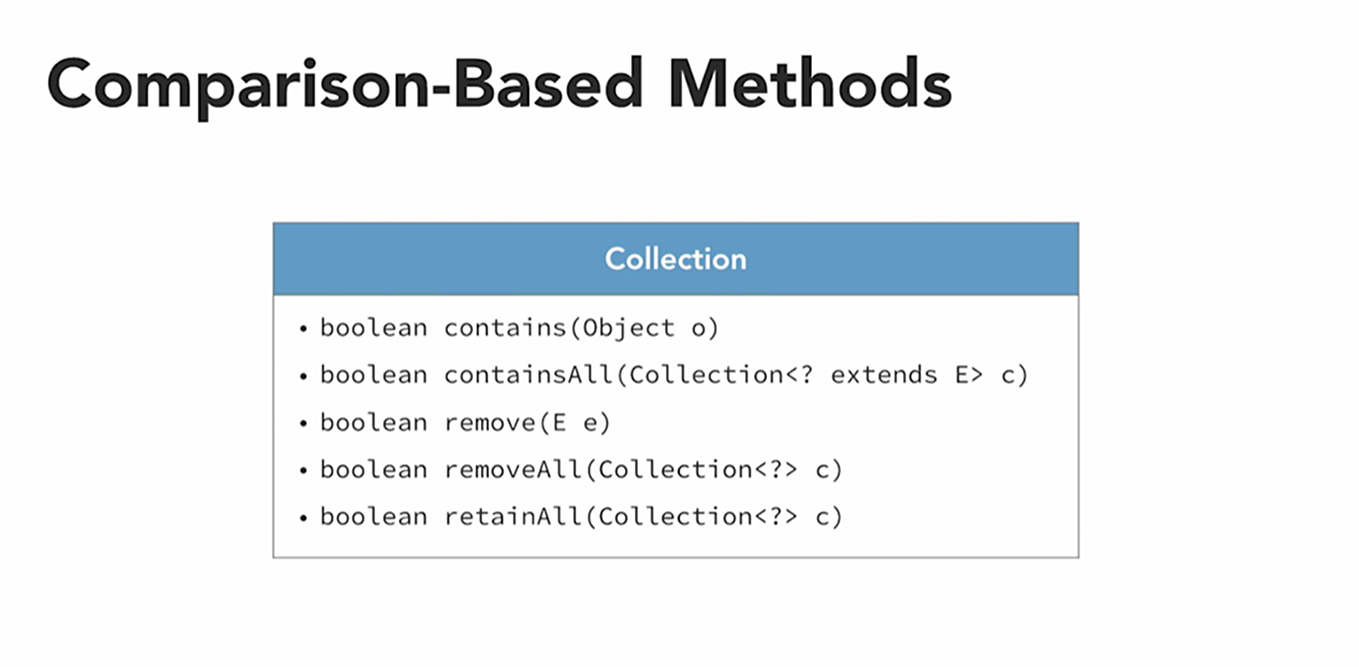 Comparison-Based Methods
Collection
• boolean contains(Object o)
• boolean containsAll(Collection<? extends E> c)
• boolean remove(E e)
• boolean removeAll(Collection<?> c)
• boolean retainAll(Collection<?> c)